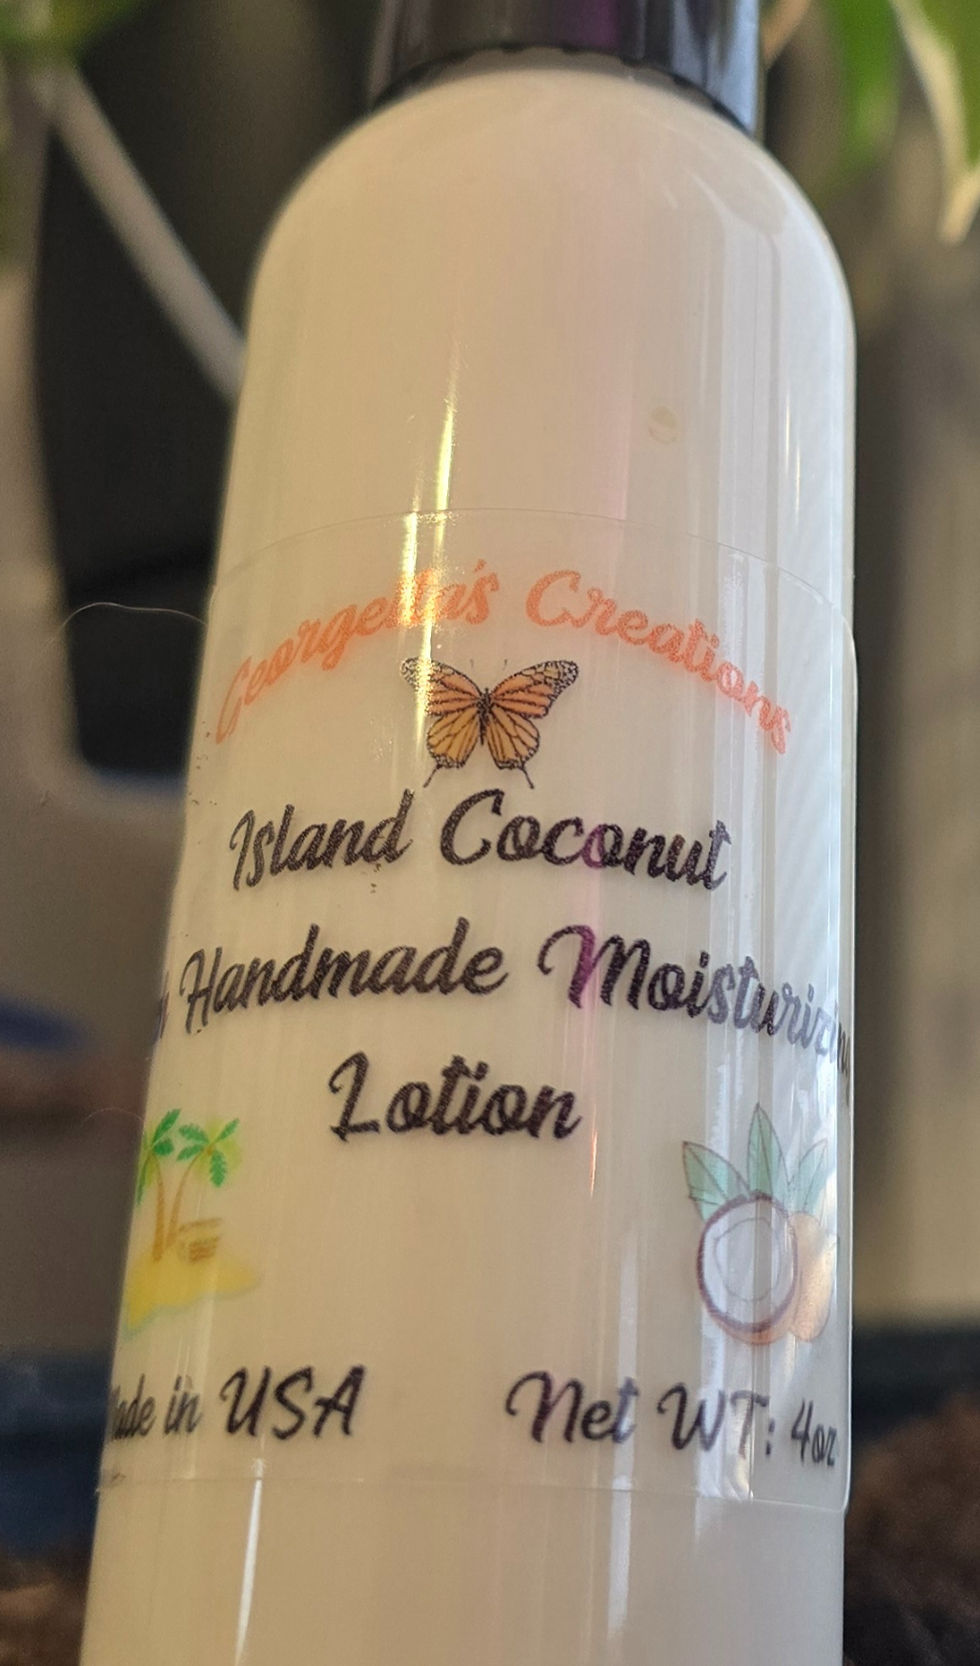 Georgetta's Creations
Island Coconut
Handmade Moisturizing
Lotion
Made in USA
Net WT: 4oz